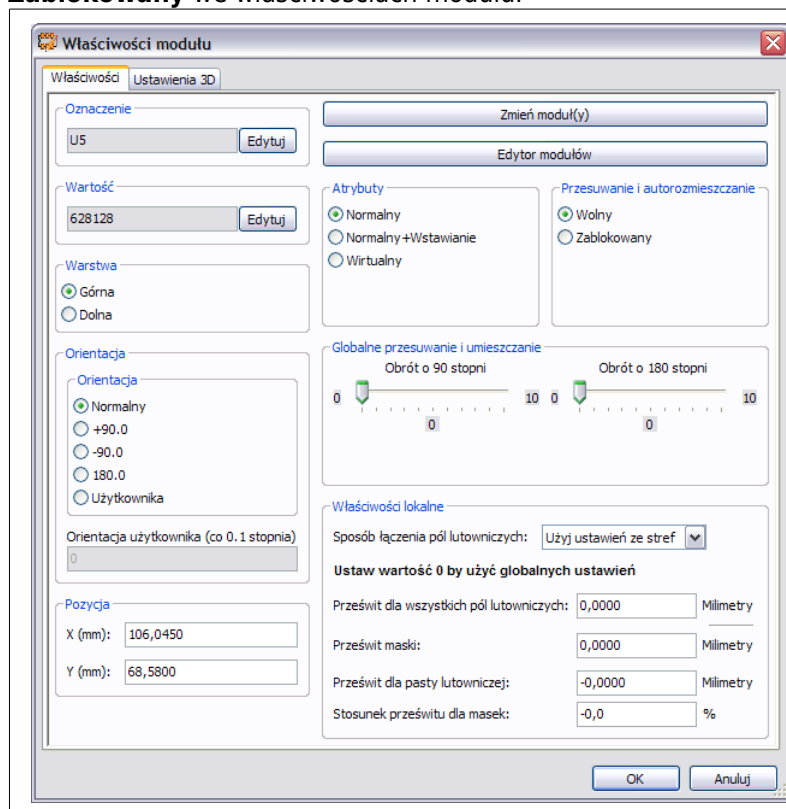 Zablokowany we właściwościach modułu.
Właściwości modułu
Właściwości Ustawienia 3D
Oznaczenie
U5 Edytuj
Zmień moduł(y)
Edytor modułów
Wartość
628128 Edytuj
Atrybuty
Normalny
Normalny+Wstawianie
Wirtualny
Przesuwanie i autorozmieszczanie
Wolny
Zablokowany
Warstwa
Górna
Dolna
Orientacja
Orientacja
Normalny
+90.0
-90.0
180.0
Użytkownika
Orientacja użytkownika (co 0.1 stopnia)
0
Globalne przesuwanie i umieszczanie
Obrót o 90 stopni
0 10
0
Obrót o 180 stopni
0 10
0
Pozycja
X (mm): 106,0450
Y (mm): 68,5800
Właściwości lokalne
Sposób łączenia pól lutowniczych: Użyj ustawień ze stref
Ustaw wartość 0 by użyć globalnych ustawień
Prześwit dla wszystkich pól lutowniczych: 0,0000 Milimetry
Prześwit maski: 0,0000 Milimetry
Prześwit dla pasty lutowniczej: -0,0000 Milimetry
Stosunek prześwitu dla masek: -0,0 %
OK Anuluj